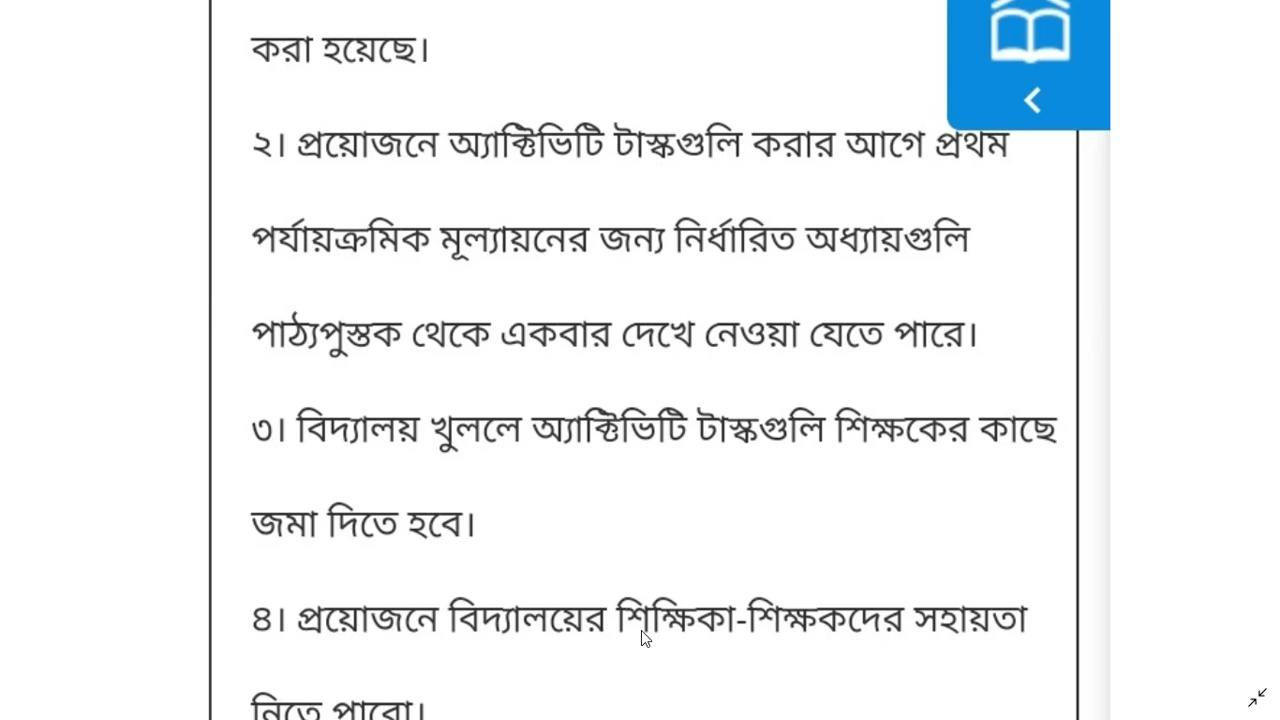 করা হয়েছে।
২। প্রয়োজনে অ্যাক্টিভিটি টাস্কগুলি করার আগে প্রথম
পর্যায়ক্রমিক মূল্যায়নের জন্য নির্ধারিত অধ্যায়গুলি
পাঠ্যপুস্তক থেকে একবার দেখে নেওয়া যেতে পারে।
৩। বিদ্যালয় খুললে অ্যাক্টিভিটি টাস্কগুলি শিক্ষকের কাছে
জমা দিতে হবে।
৪। প্রয়োজনে বিদ্যালয়ের শিক্ষিকা-শিক্ষকদের সহায়তা
নিতে পারো।